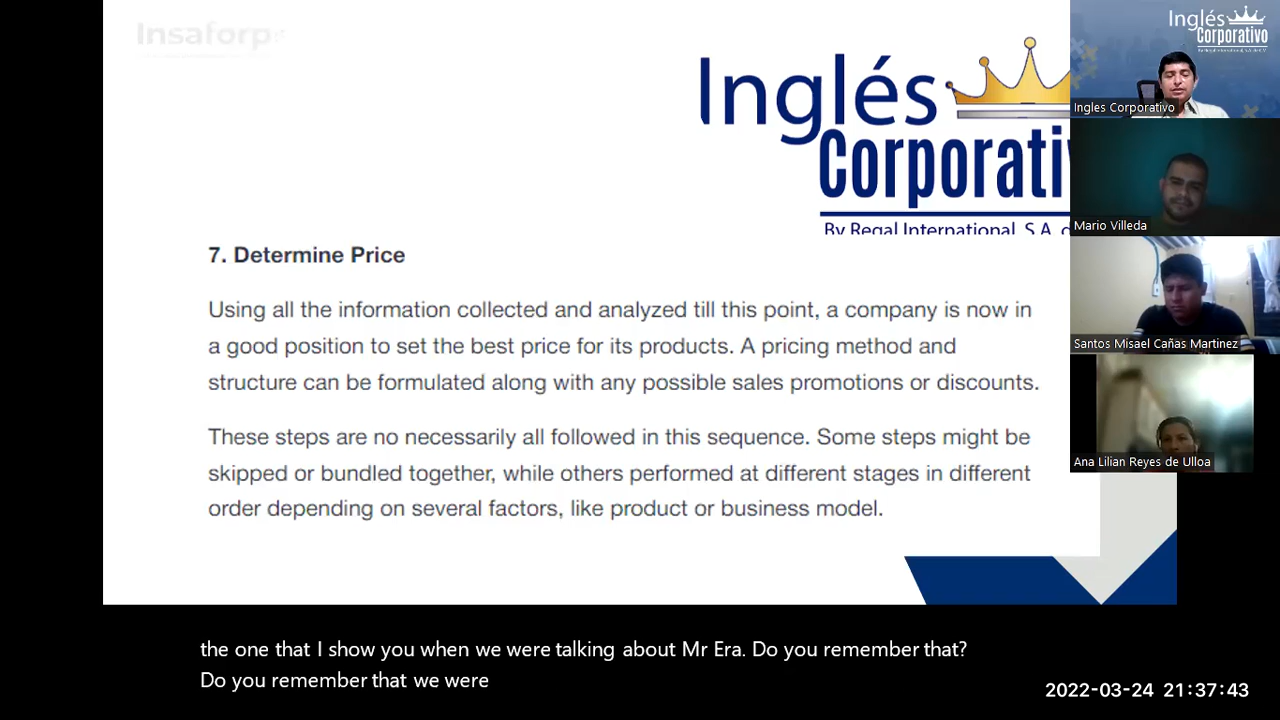 Insaforp
Inglés
Corporati
By Regal International, S.A. d
7. Determine Price
Using all the information collected and analyzed till this point, a company is now in
a good position to set the best price for its products. A pricing method and
structure can be formulated along with any possible sales promotions or discounts.
These steps are no necessarily all followed in this sequence. Some steps might be
skipped or bundled together, while others performed at different stages in different
order depending on several factors, like product or business model.
Inglés
Corporativo
By Regal International, S.A. de C.V.
Ingles Corporativo
Mario Villeda
Santos Misael Cañas Martinez
Ana Lilian Reyes de Ulloa
the one that I show you when we were talking about Mr Era. Do you remember that?
Do you remember that we were
2022-03-24 21:37:43